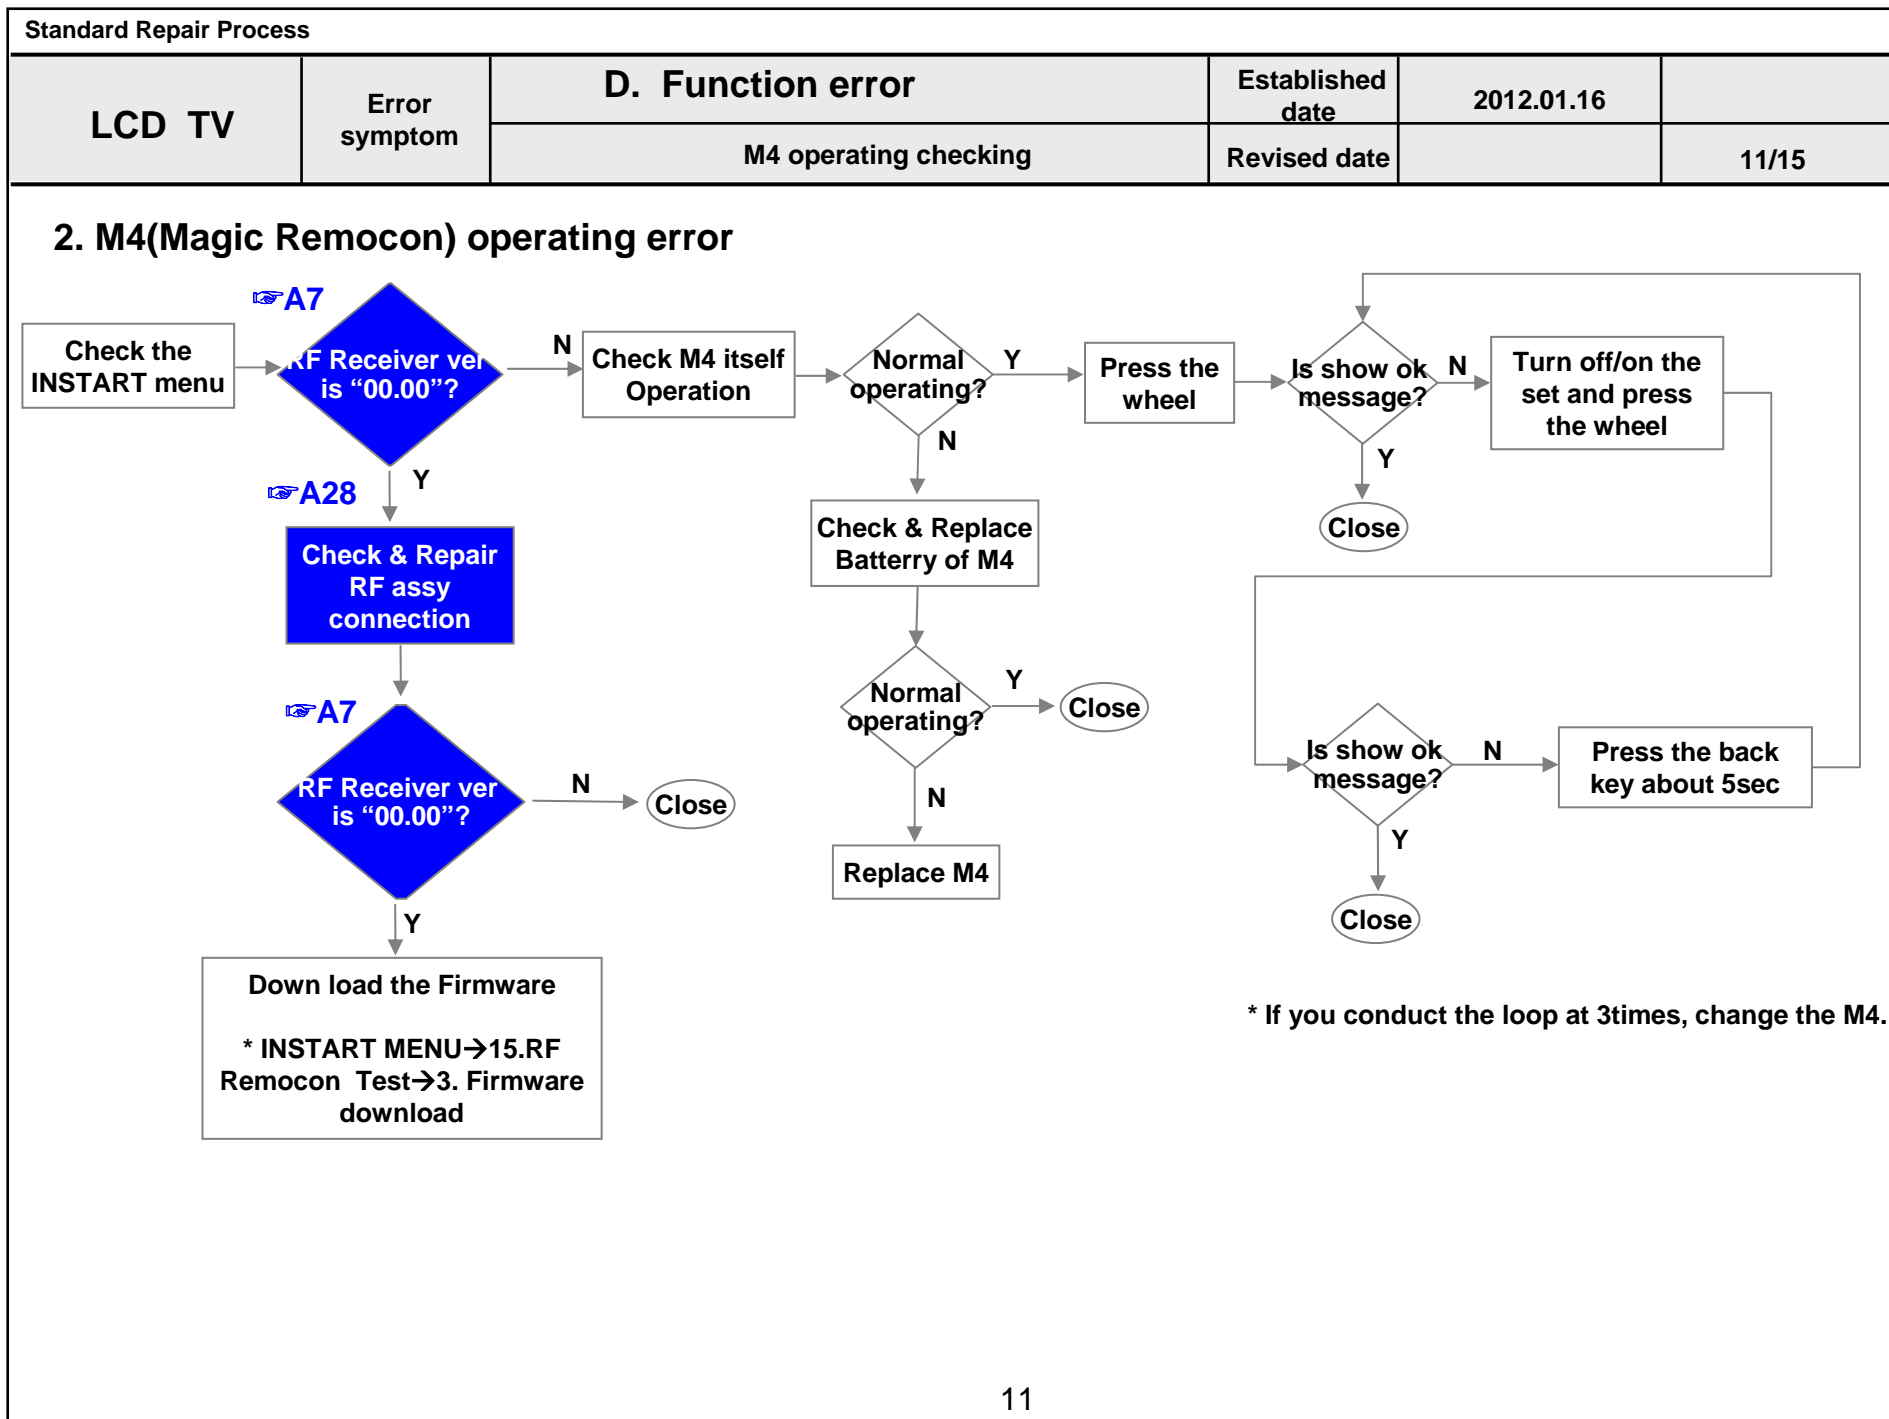 Standard Repair Process
LCD  TV
Error
symptom
D.  Function error
Established
date
2012.01.16
M4 operating checking
Revised date
11/15
2. M4(Magic Remocon) operating error
☞A7
Check the
INSTART menu
RF Receiver ver
is “00.00”?
N
Check M4 itself
Operation
Normal
operating?
Y
Press the
wheel
Is show ok
message?
N
Turn off/on the
set and press
the wheel
Y
☞A28
Check & Repair
RF assy
connection
N
Check & Replace
Batterry of M4
Y
Close
☞A7
RF Receiver ver
is “00.00”?
N
Close
Normal
operating?
Y
Close
N
Replace M4
Is show ok
message?
N
Press the back
key about 5sec
Y
Close
Y
Down load the Firmware
* INSTART MENU→15.RF
Remocon  Test→3. Firmware
download
* If you conduct the loop at 3times, change the M4.
11